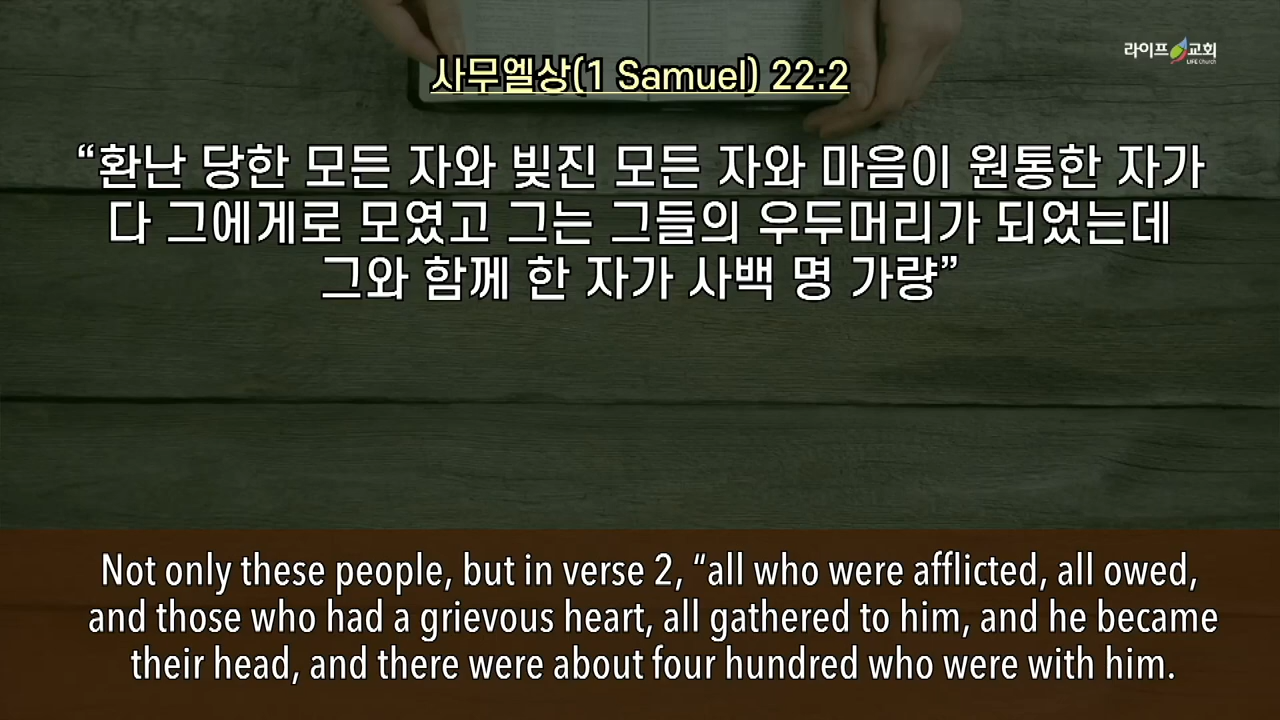 라이프 교회
LIFE Church
사무엘상(1 Samuel) 22:2
“환난 당한 모든 자와 빚진 모든 자와 마음이 원통한 자가
다 그에게로 모였고 그는 그들의 우두머리가 되었는데
그와 함께 한 자가 사백 명 가량”
Not only these people, but in verse 2, “all who were afflicted, all owed,
and those who had a grievous heart, all gathered to him, and he became
their head, and there were about four hundred who were with him.